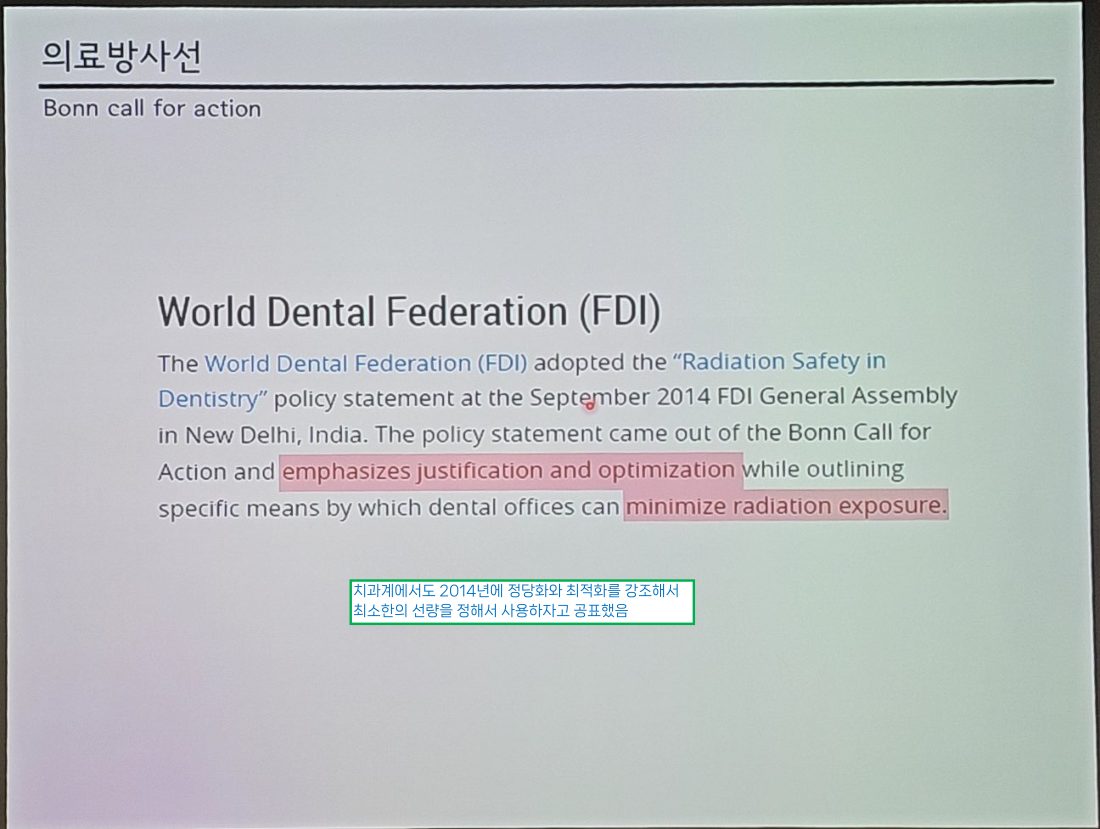 의료방사선
Bonn call for action
World Dental Federation (FDI)
The World Dental Federation (FDI) adopted the “Radiation Safety in
Dentistry” policy statement at the September 2014 FDI General Assembly
in New Delhi, India. The policy statement came out of the Bonn Call for
Action and emphasizes justification and optimization while outlining
specific means by which dental offices can minimize radiation exposure.
치과계에서도 2014년에 정당화와 최적화를 강조해서
최소한의 선량을 정해서 사용하자고 공표했음